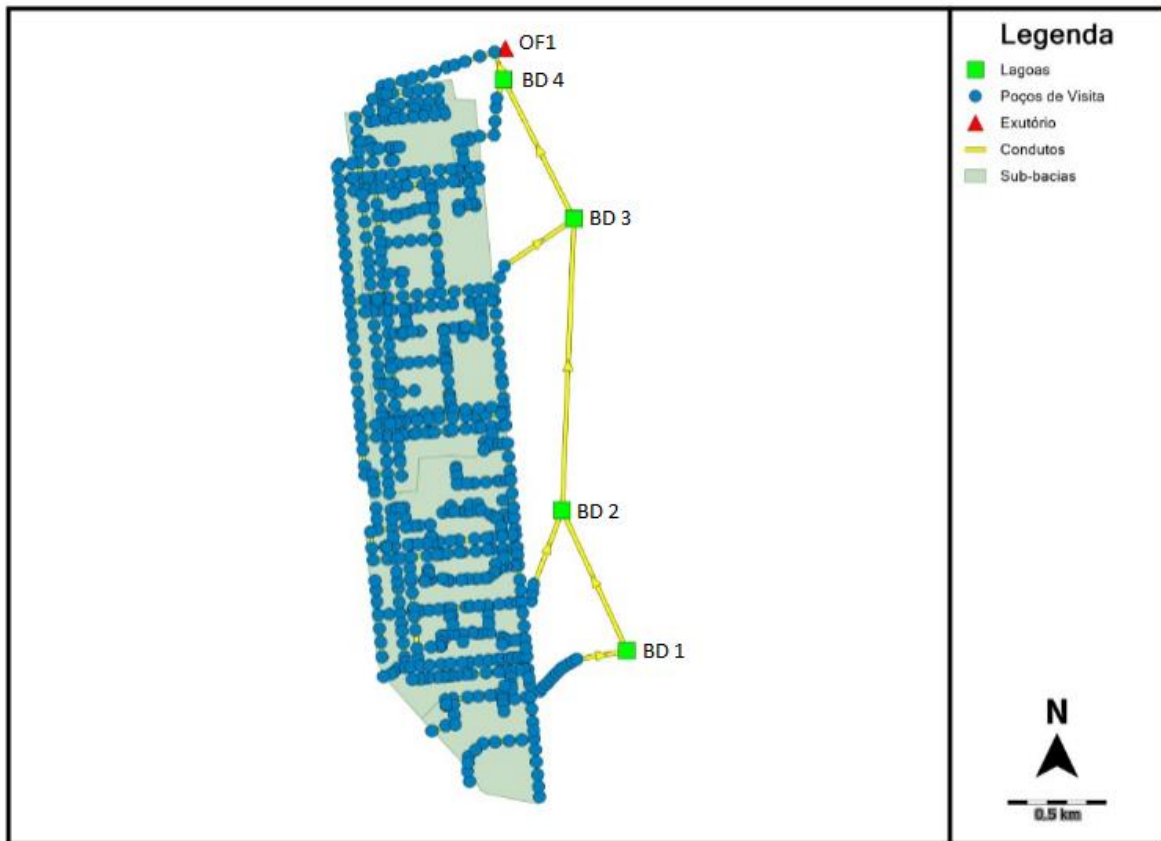 OF1
BD 4
BD 3
BD 2
BD 1
Legenda
Lagoas
Poços de Visita
Exutório
Condutos
Sub-bacias
N
0.5 km